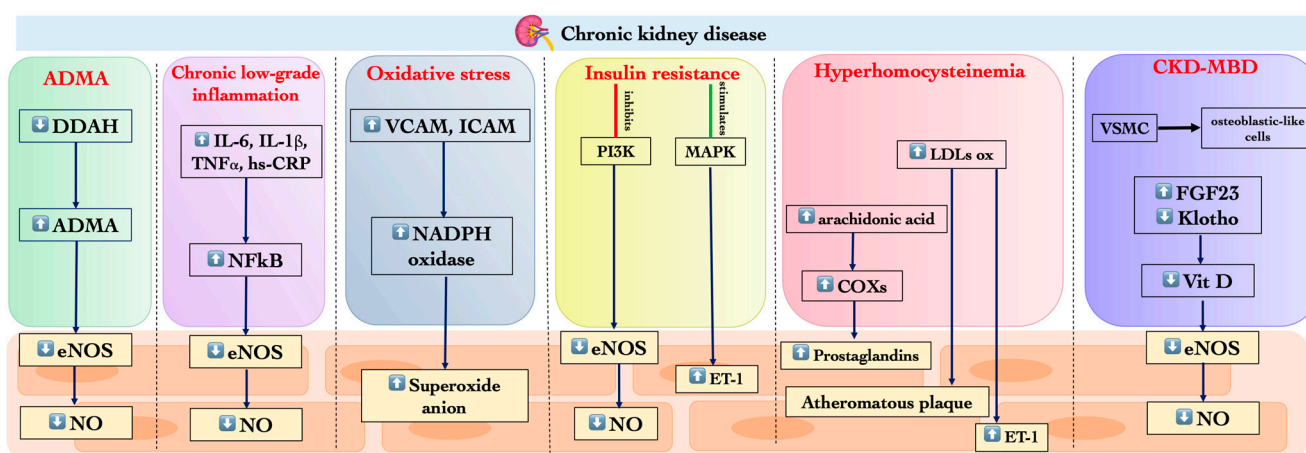 Chronic kidney disease
ADMA
⬇DDAH
⬆ADMA
⬇eNOS
⬇NO
Chronic low-grade
inflammation
⬆IL-6, IL-1β,
TNFα, hs-CRP
⬆NFkB
⬇eNOS
⬇NO
Oxidative stress
⬆VCAM, ICAM
⬆NADPH
oxidase
⬆Superoxide
anion
Insulin resistance
inhibits
stimulates
PI3K
MAPK
⬇eNOS
⬆ET-1
⬇NO
Hyperhomocysteinemia
⬆LDLs ox
⬆arachidonic acid
⬆COXs
⬆Prostaglandins
Atheromatous plaque
⬆ET-1
CKD-MBD
VSMC
osteoblastic-like
cells
⬆FGF23
⬇Klotho
⬇Vit D
⬇eNOS
⬇NO